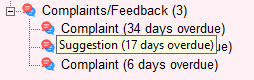 Complaints/Feedback (3)
Complaint (34 days overdue)
Suggestion (17 days overdue)
Complaint (6 days overdue)